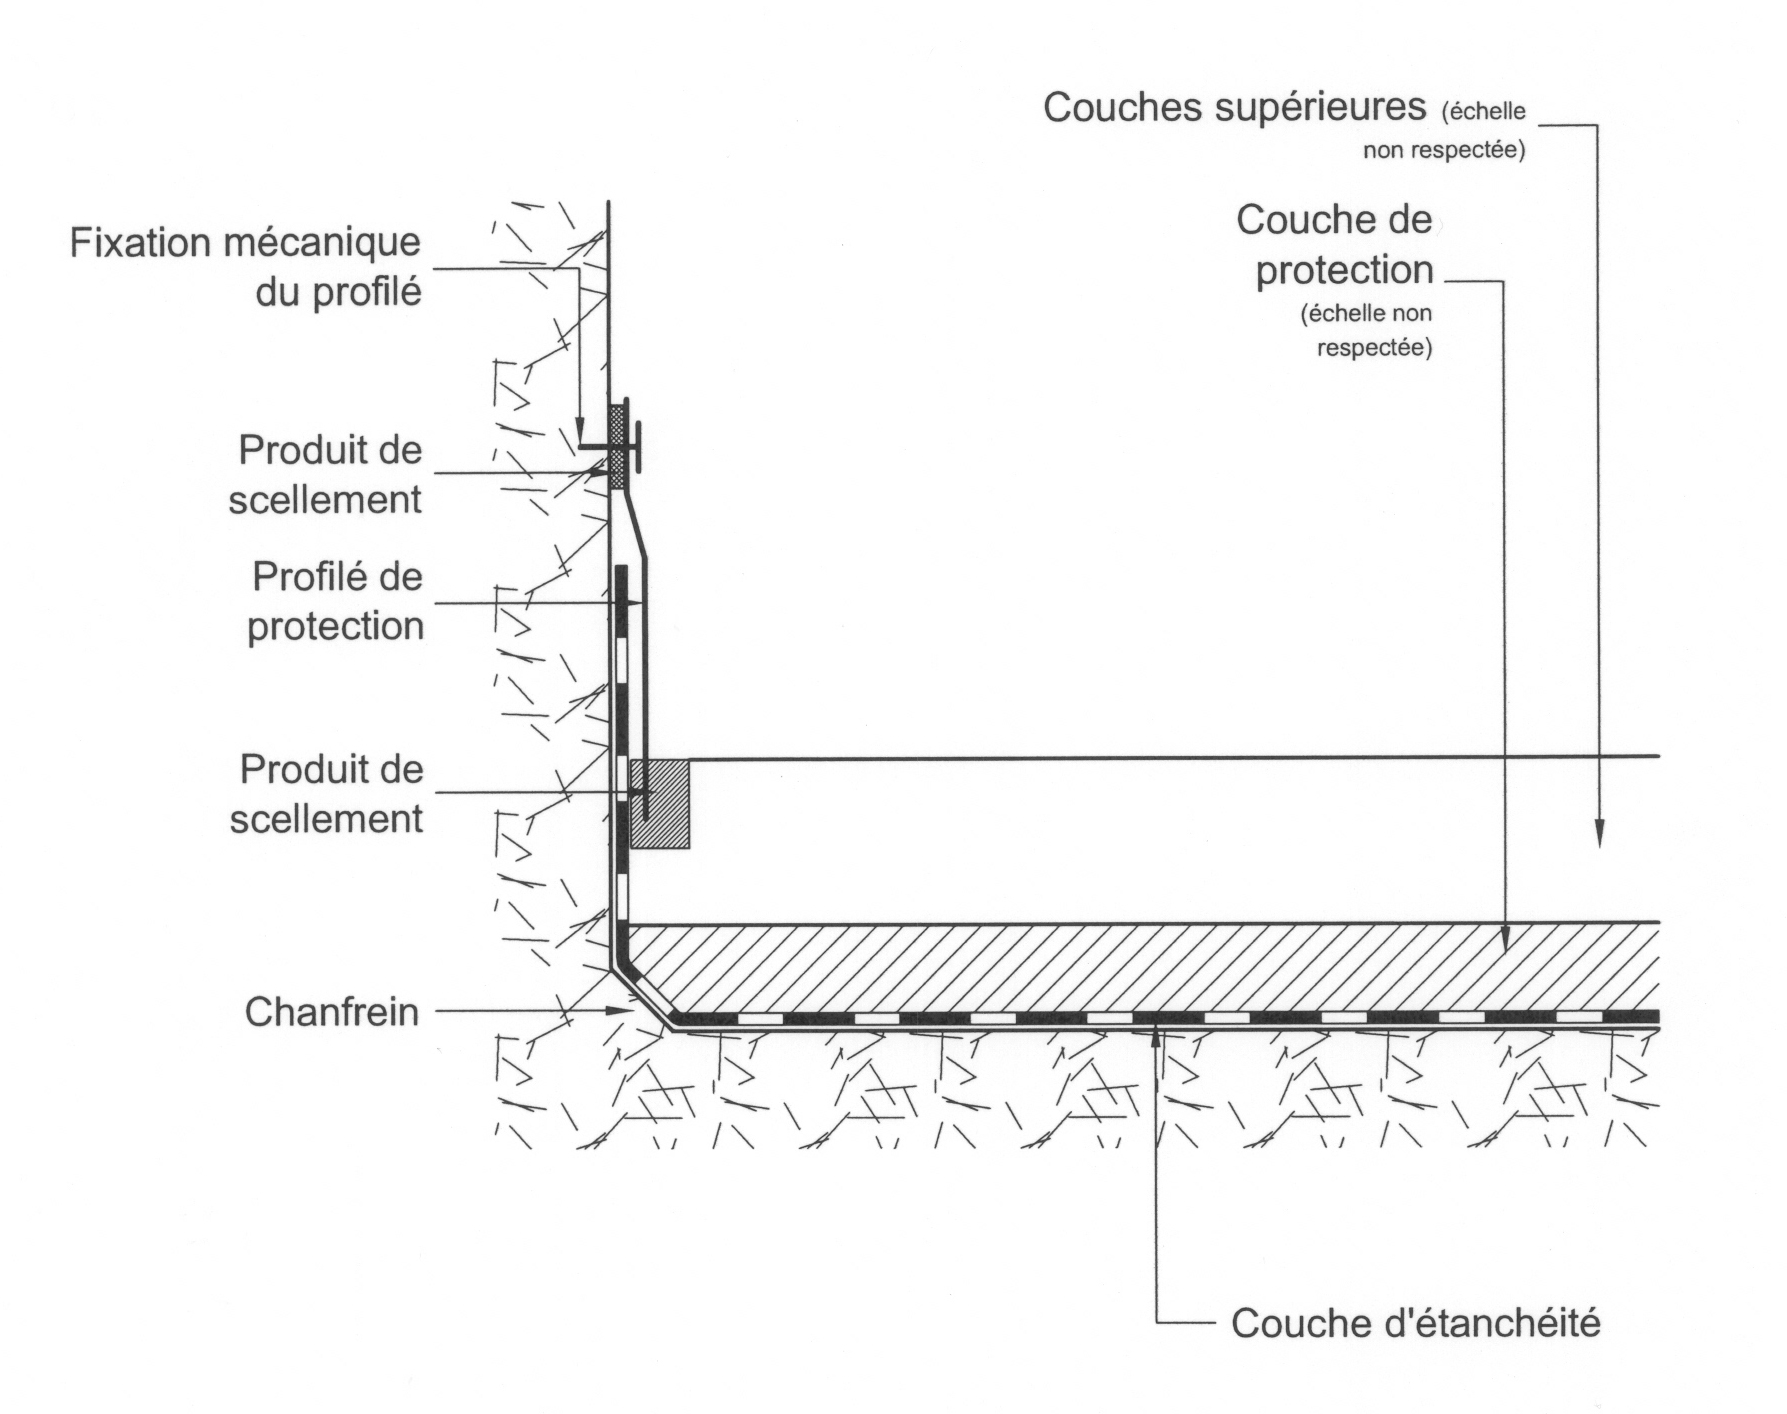 Couches supérieures (échelle
non respectée)
Couche de
protection
(échelle non
respectée)
Fixation mécanique
du profilé
Produit de
scellement
Profilé de
protection
Produit de
scellement
Chanfrein
Couche d'étanchéité